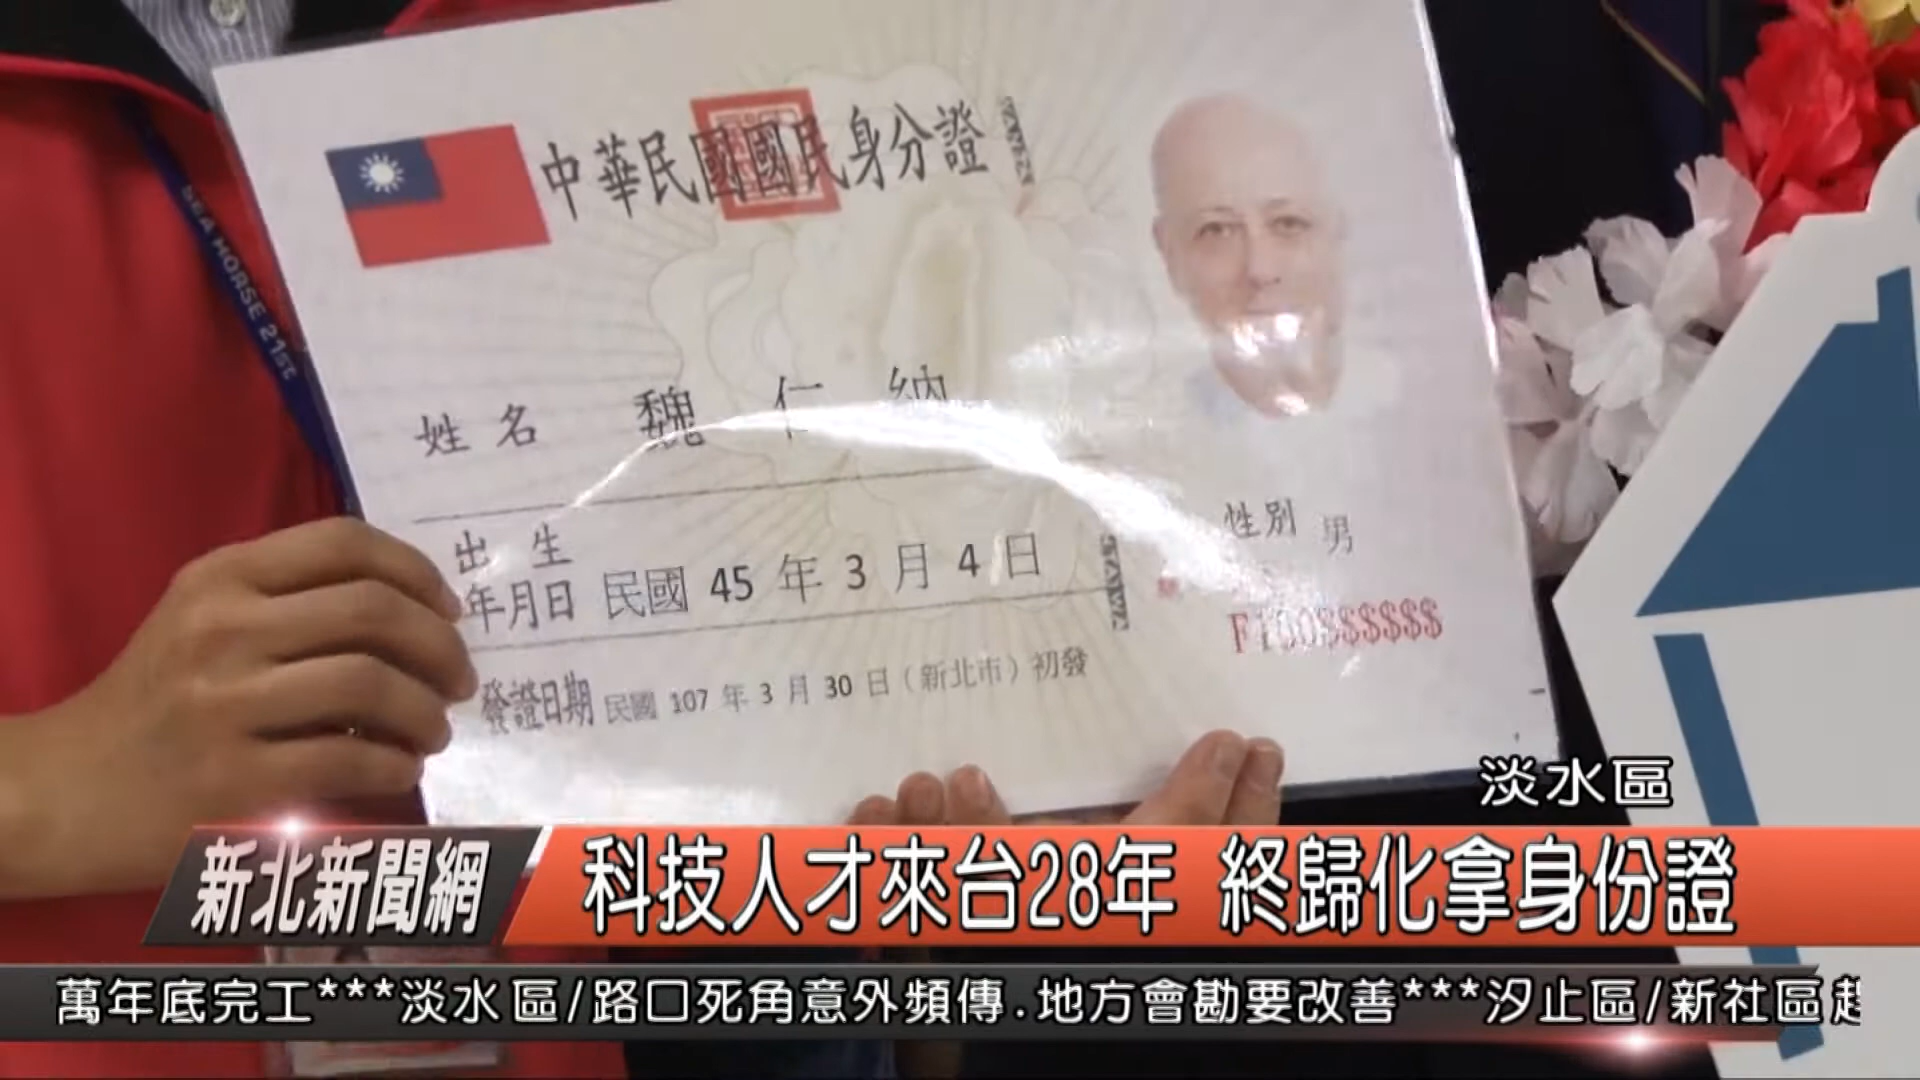 SEA HORSE 21st
中華民國國民身分證
姓名 魏仁納
出生
年月日 民國 45 年 3 月 4 日
性別 男
F100$$$$$$
發證日期 民國 107 年 3 月 30 日（新北市）初發
淡水區
新北新聞網
科技人才來台28年 終歸化拿身份證
萬年底完工***淡水區/路口死角意外頻傳.地方會勘要改善***汐止區/新社區